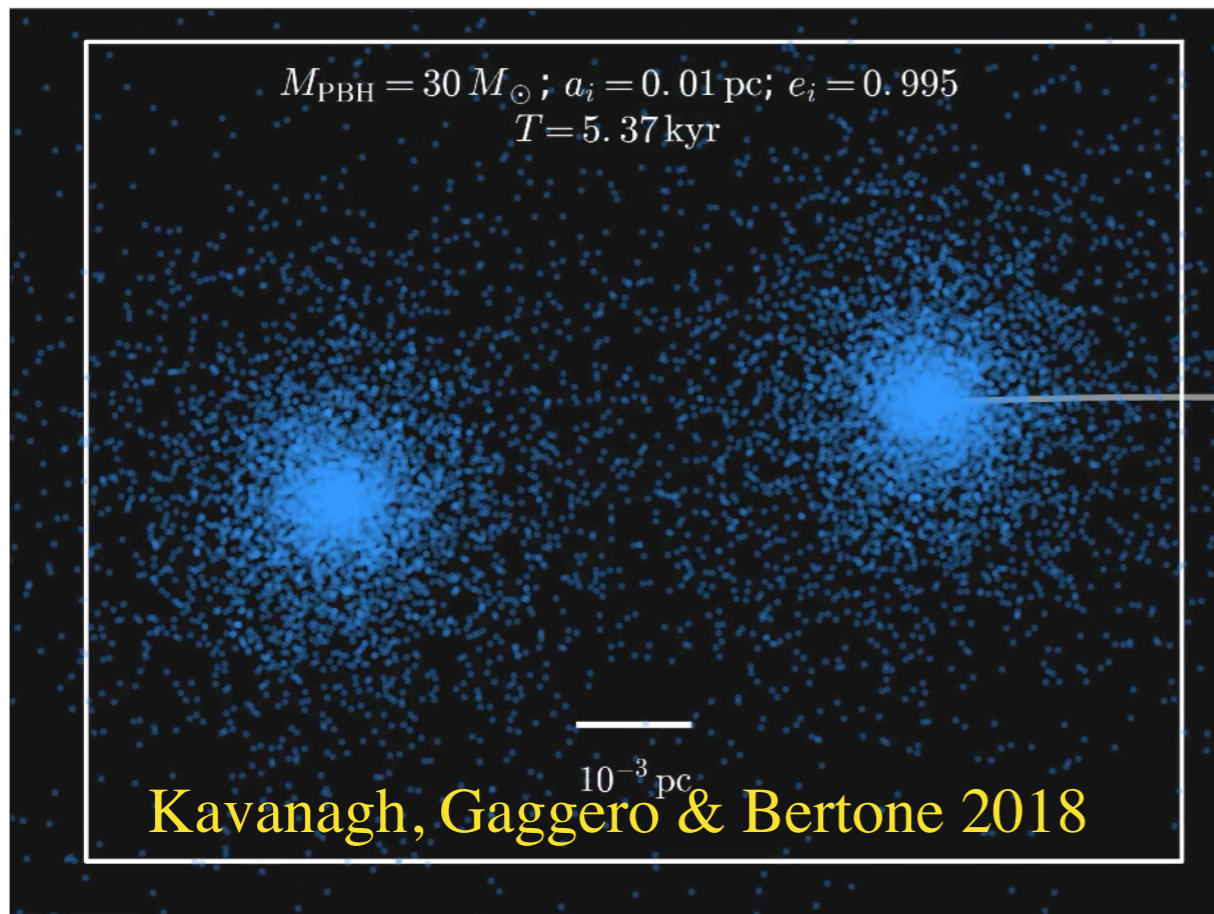 M_PBH = 30 M_⊙; a_i = 0.01 pc; e_i = 0.995
T = 5.37 kyr
10^−3 pc
Kavanagh, Gaggero & Bertone 2018